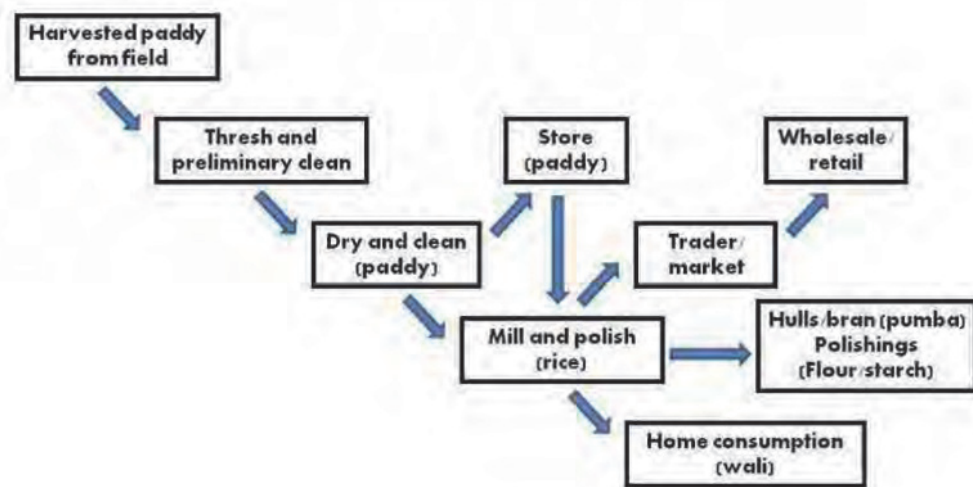 Harvested paddy
from field
Thresh and
preliminary clean
Store
(paddy)
Wholesale/
retail
Dry and clean
(paddy)
Trader/
market
Mill and polish
(rice)
Hulls/bran (pumba)
Polishings
(Flour/starch)
Home consumption
(wali)